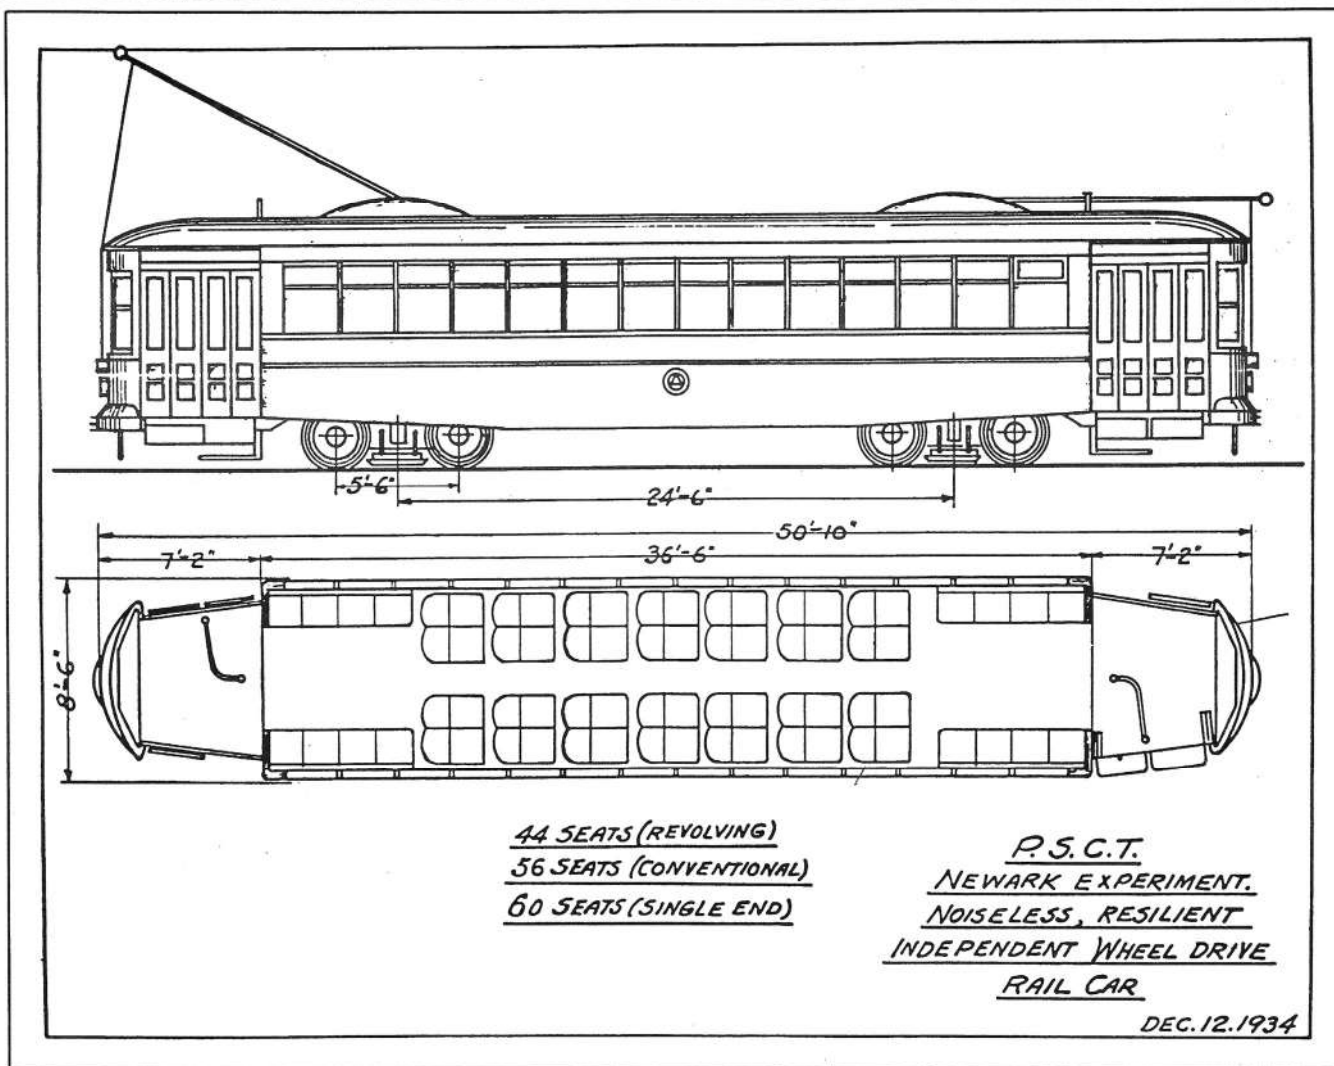 5'-6"
24'-6"
50'-10"
7'-2"
36'-6"
7'-2"
8'-6"
44 SEATS (REVOLVING)
56 SEATS (CONVENTIONAL)
60 SEATS (SINGLE END)
P.S.C.T.
NEWARK EXPERIMENT.
NOISELESS, RESILIENT
INDEPENDENT WHEEL DRIVE
RAIL CAR
DEC. 12. 1934